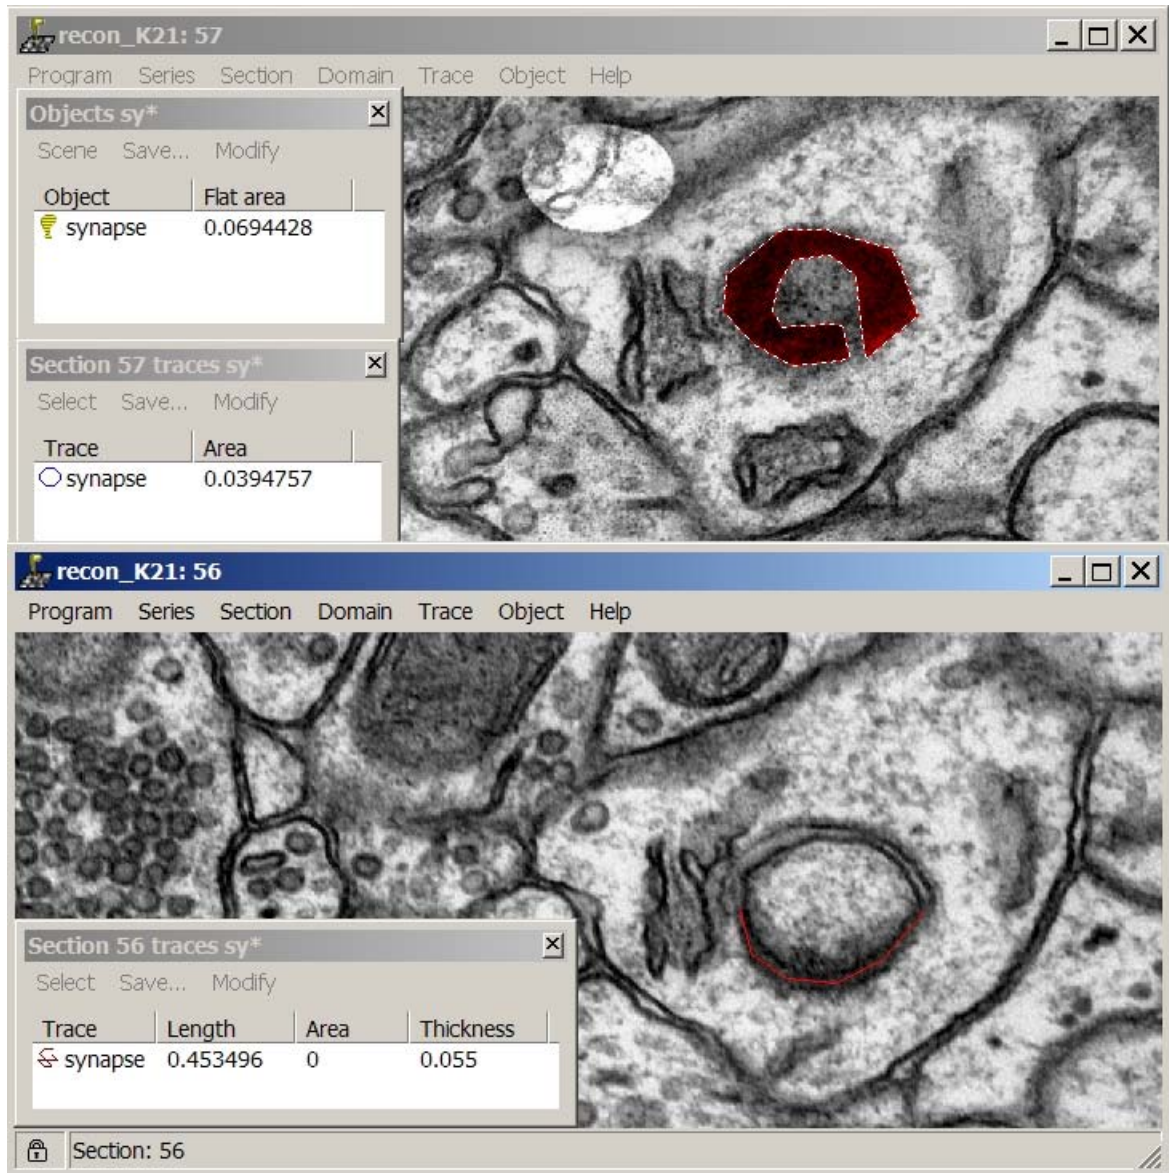 recon_K21: 57
Program Series Section Domain Trace Object Help
Objects sy*
Scene Save... Modify
Object Flat area
synapse 0.0694428
Section 57 traces sy*
Select Save... Modify
Trace Area
synapse 0.0394757
recon_K21: 56
Program Series Section Domain Trace Object Help
Section 56 traces sy*
Select Save... Modify
Trace Length Area Thickness
synapse 0.453496 0 0.055
Section: 56